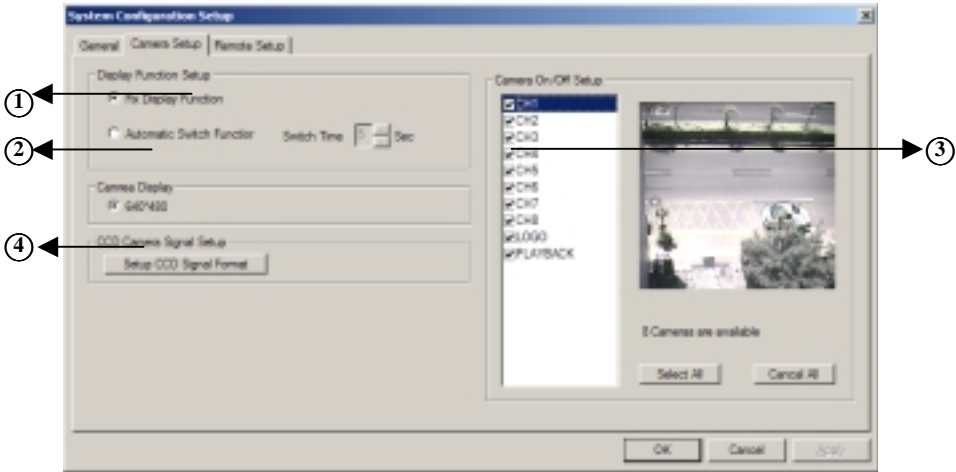 System Configuration Setup
General
Camera Setup
Remote Setup
Display Function Setup
1
Fix Display Function
2
Automatic Switch Function
Switch Time
5
Sec
Camrea Display
640*480
4
CCD Camera Signal Setup
Setup CCD Signal Format
Camera On/Off Setup
CH1
CH2
CH3
CH4
CH5
CH6
CH7
CH8
LOGO
PLAYBACK
3
8 Cameras are available
Select All
Cancel All
OK
Cancel
Apply